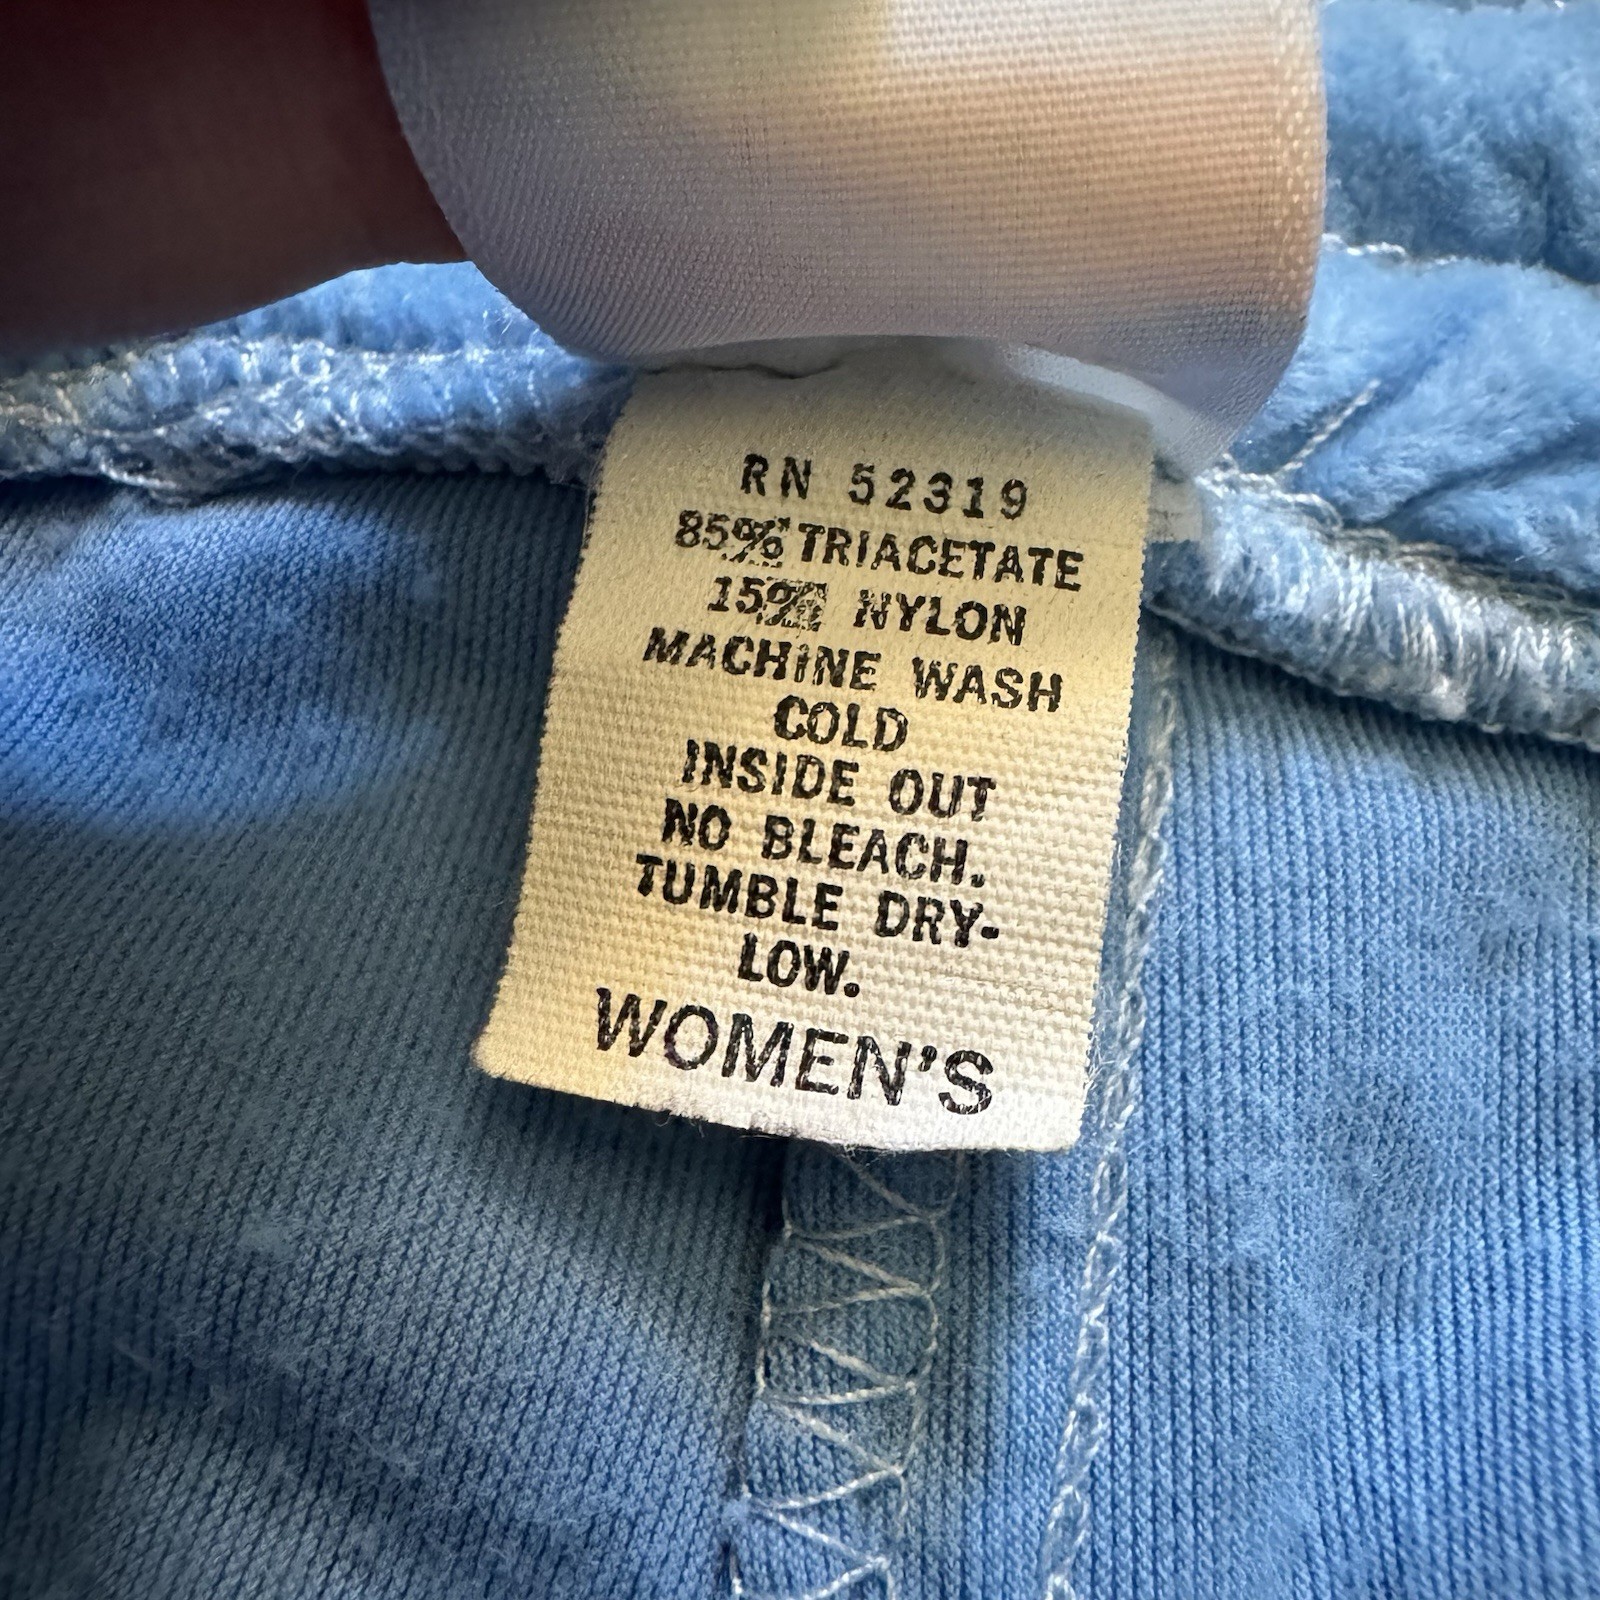 RN 52319
85% TRIACETATE
15% NYLON
MACHINE WASH
COLD
INSIDE OUT
NO BLEACH.
TUMBLE DRY-
LOW.
WOMEN'S